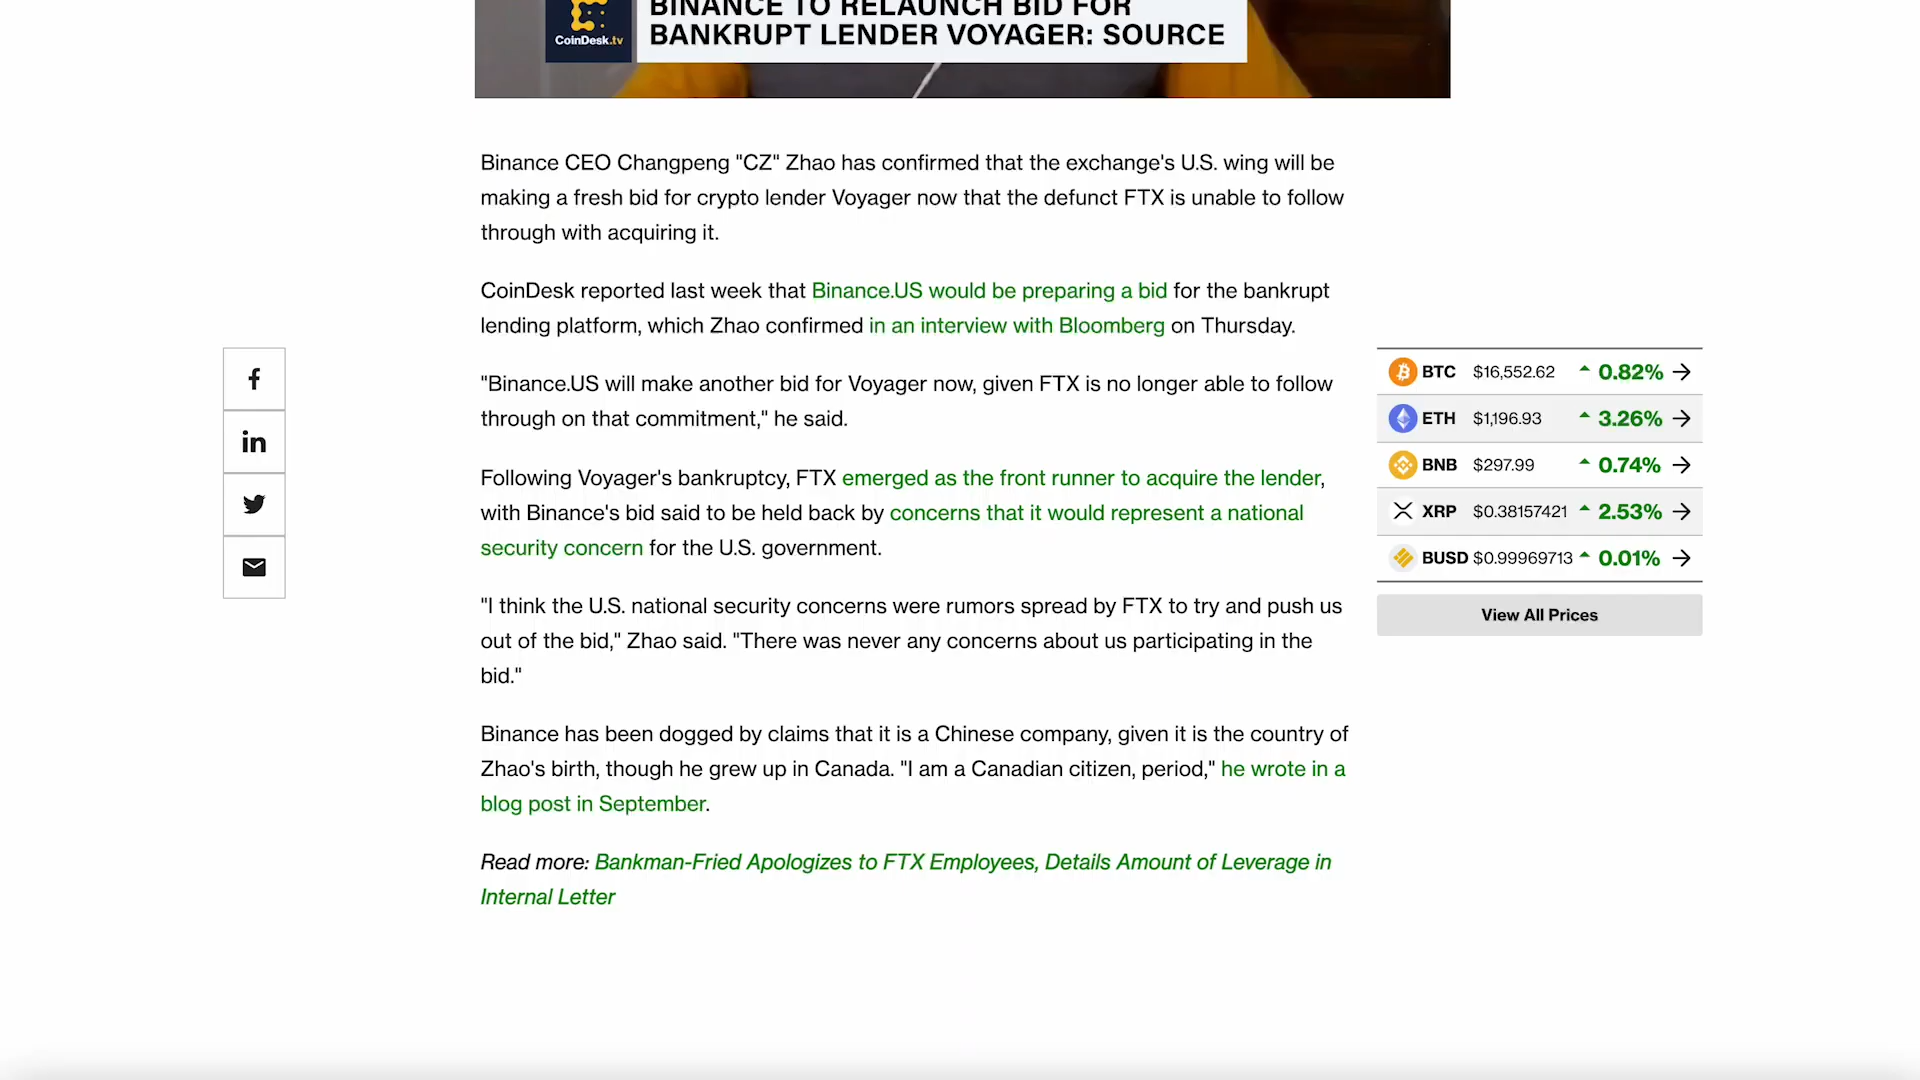 BINANCE TO RELAUNCH BID FOR
BANKRUPT LENDER VOYAGER: SOURCE
CoinDesk.tv
Binance CEO Changpeng "CZ" Zhao has confirmed that the exchange's U.S. wing will be
making a fresh bid for crypto lender Voyager now that the defunct FTX is unable to follow
through with acquiring it.
CoinDesk reported last week that Binance.US would be preparing a bid for the bankrupt
lending platform, which Zhao confirmed in an interview with Bloomberg on Thursday.
"Binance.US will make another bid for Voyager now, given FTX is no longer able to follow
through on that commitment," he said.
Following Voyager's bankruptcy, FTX emerged as the front runner to acquire the lender,
with Binance's bid said to be held back by concerns that it would represent a national
security concern for the U.S. government.
"I think the U.S. national security concerns were rumors spread by FTX to try and push us
out of the bid," Zhao said. "There was never any concerns about us participating in the
bid."
Binance has been dogged by claims that it is a Chinese company, given it is the country of
Zhao's birth, though he grew up in Canada. "I am a Canadian citizen, period," he wrote in a
blog post in September.
Read more: Bankman-Fried Apologizes to FTX Employees, Details Amount of Leverage in
Internal Letter
BTC $16,552.62 0.82%
ETH $1,196.93 3.26%
BNB $297.99 0.74%
XRP $0.38157421 2.53%
BUSD $0.99969713 0.01%
View All Prices